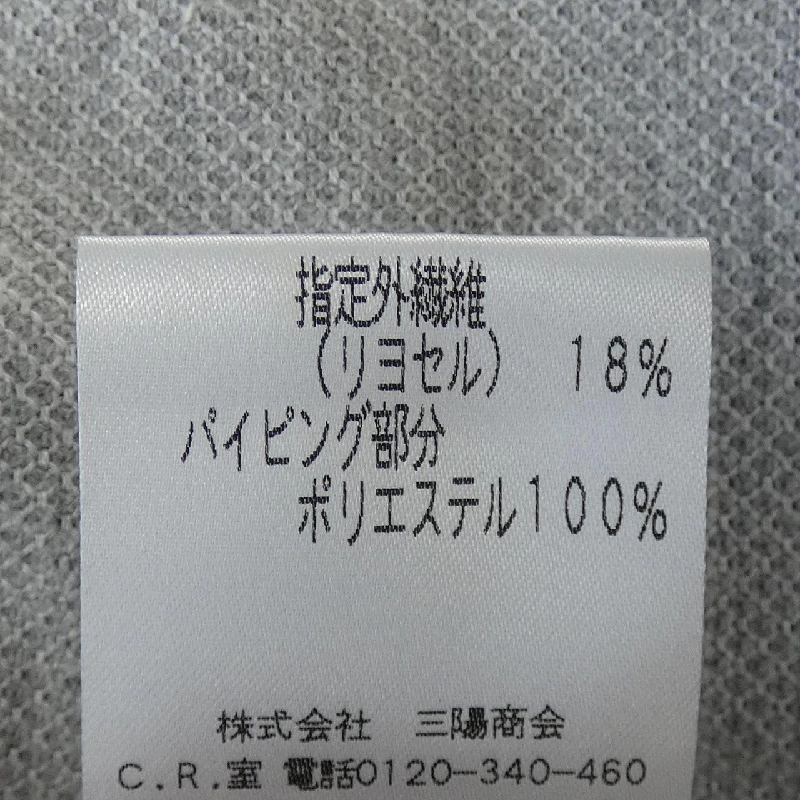 指定外繊維
(リヨセル) 18%
パイピング部分
ポリエステル100%
株式会社 三陽商会
C.R.室 電話0120-340-460